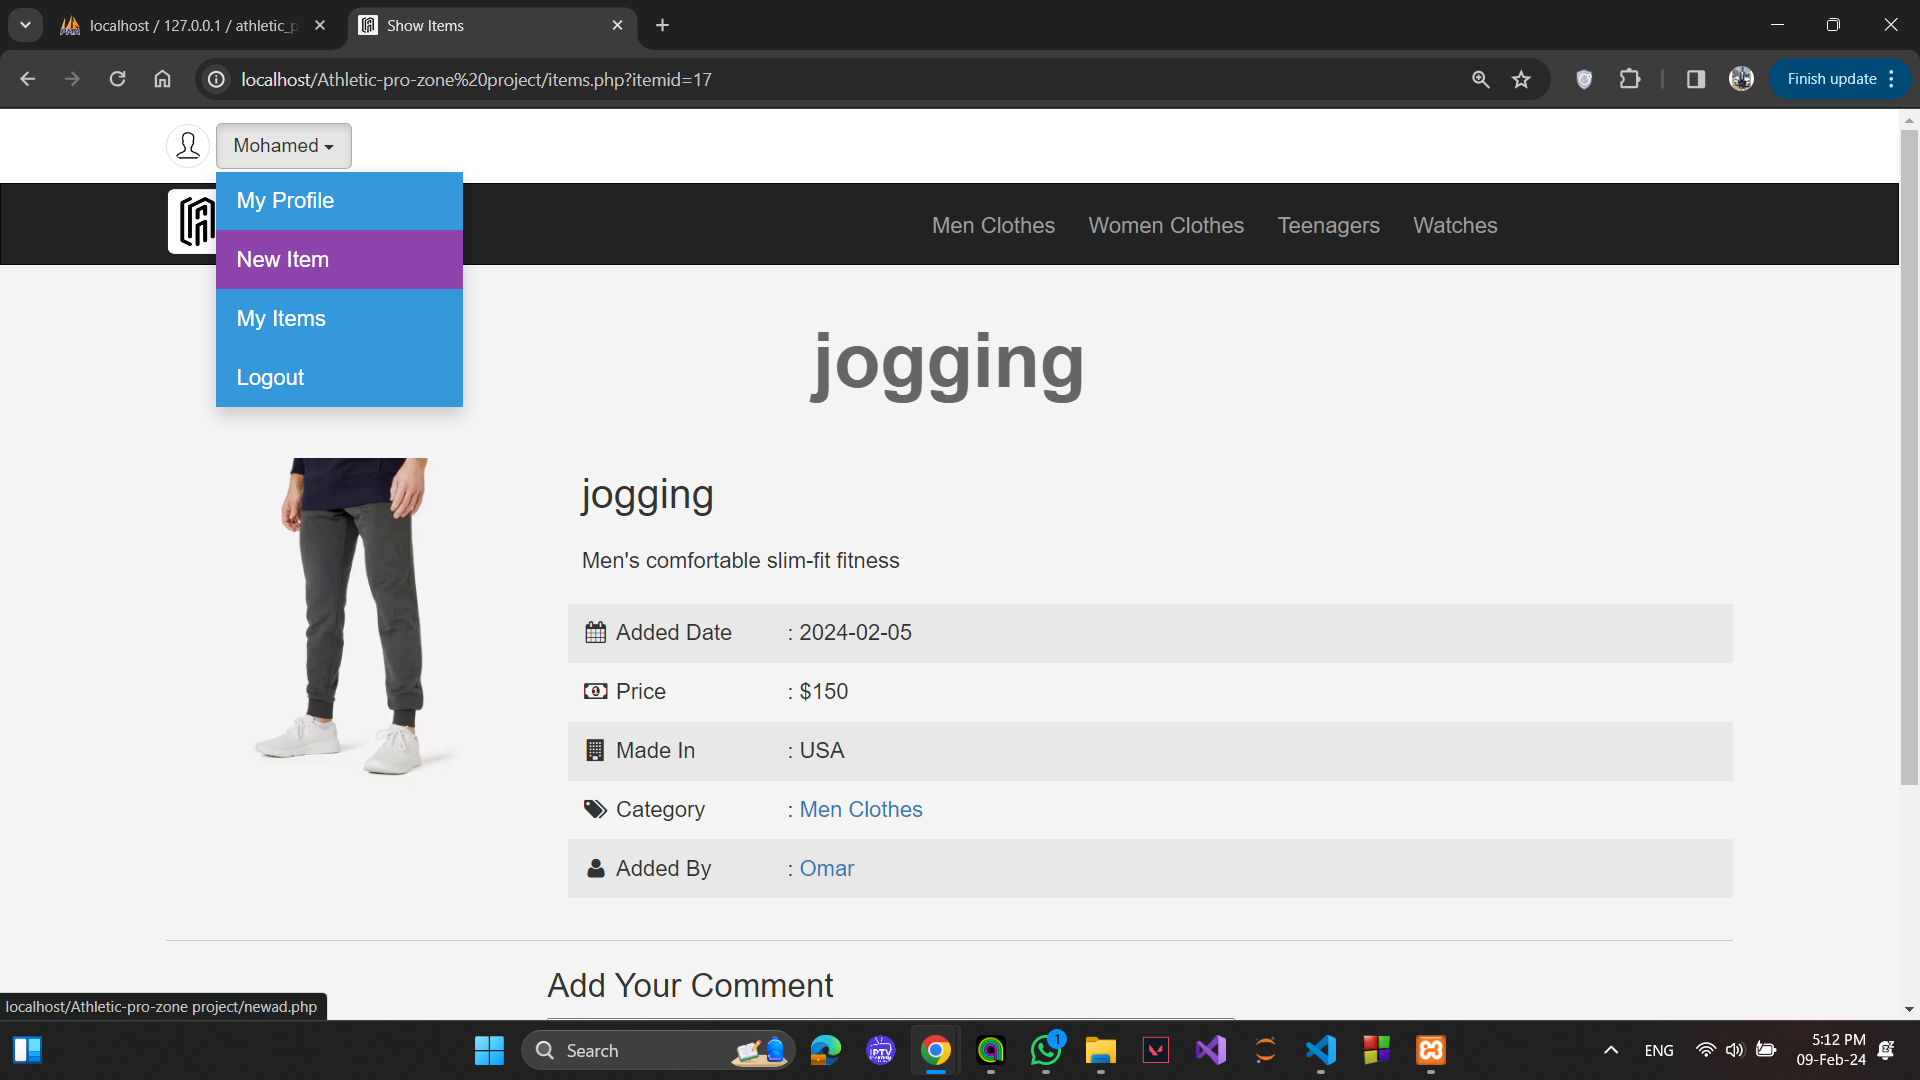 localhost / 127.0.0.1 / athletic_p
Show Items
localhost/Athletic-pro-zone%20project/items.php?itemid=17
Finish update
Mohamed
My Profile
New Item
My Items
Logout
Men Clothes Women Clothes Teenagers Watches
jogging
jogging
Men's comfortable slim-fit fitness
Added Date : 2024-02-05
Price : $150
Made In : USA
Category : Men Clothes
Added By : Omar
Add Your Comment
localhost/Athletic-pro-zone project/newad.php
Search
IPTV
1
ENG
5:12 PM
09-Feb-24